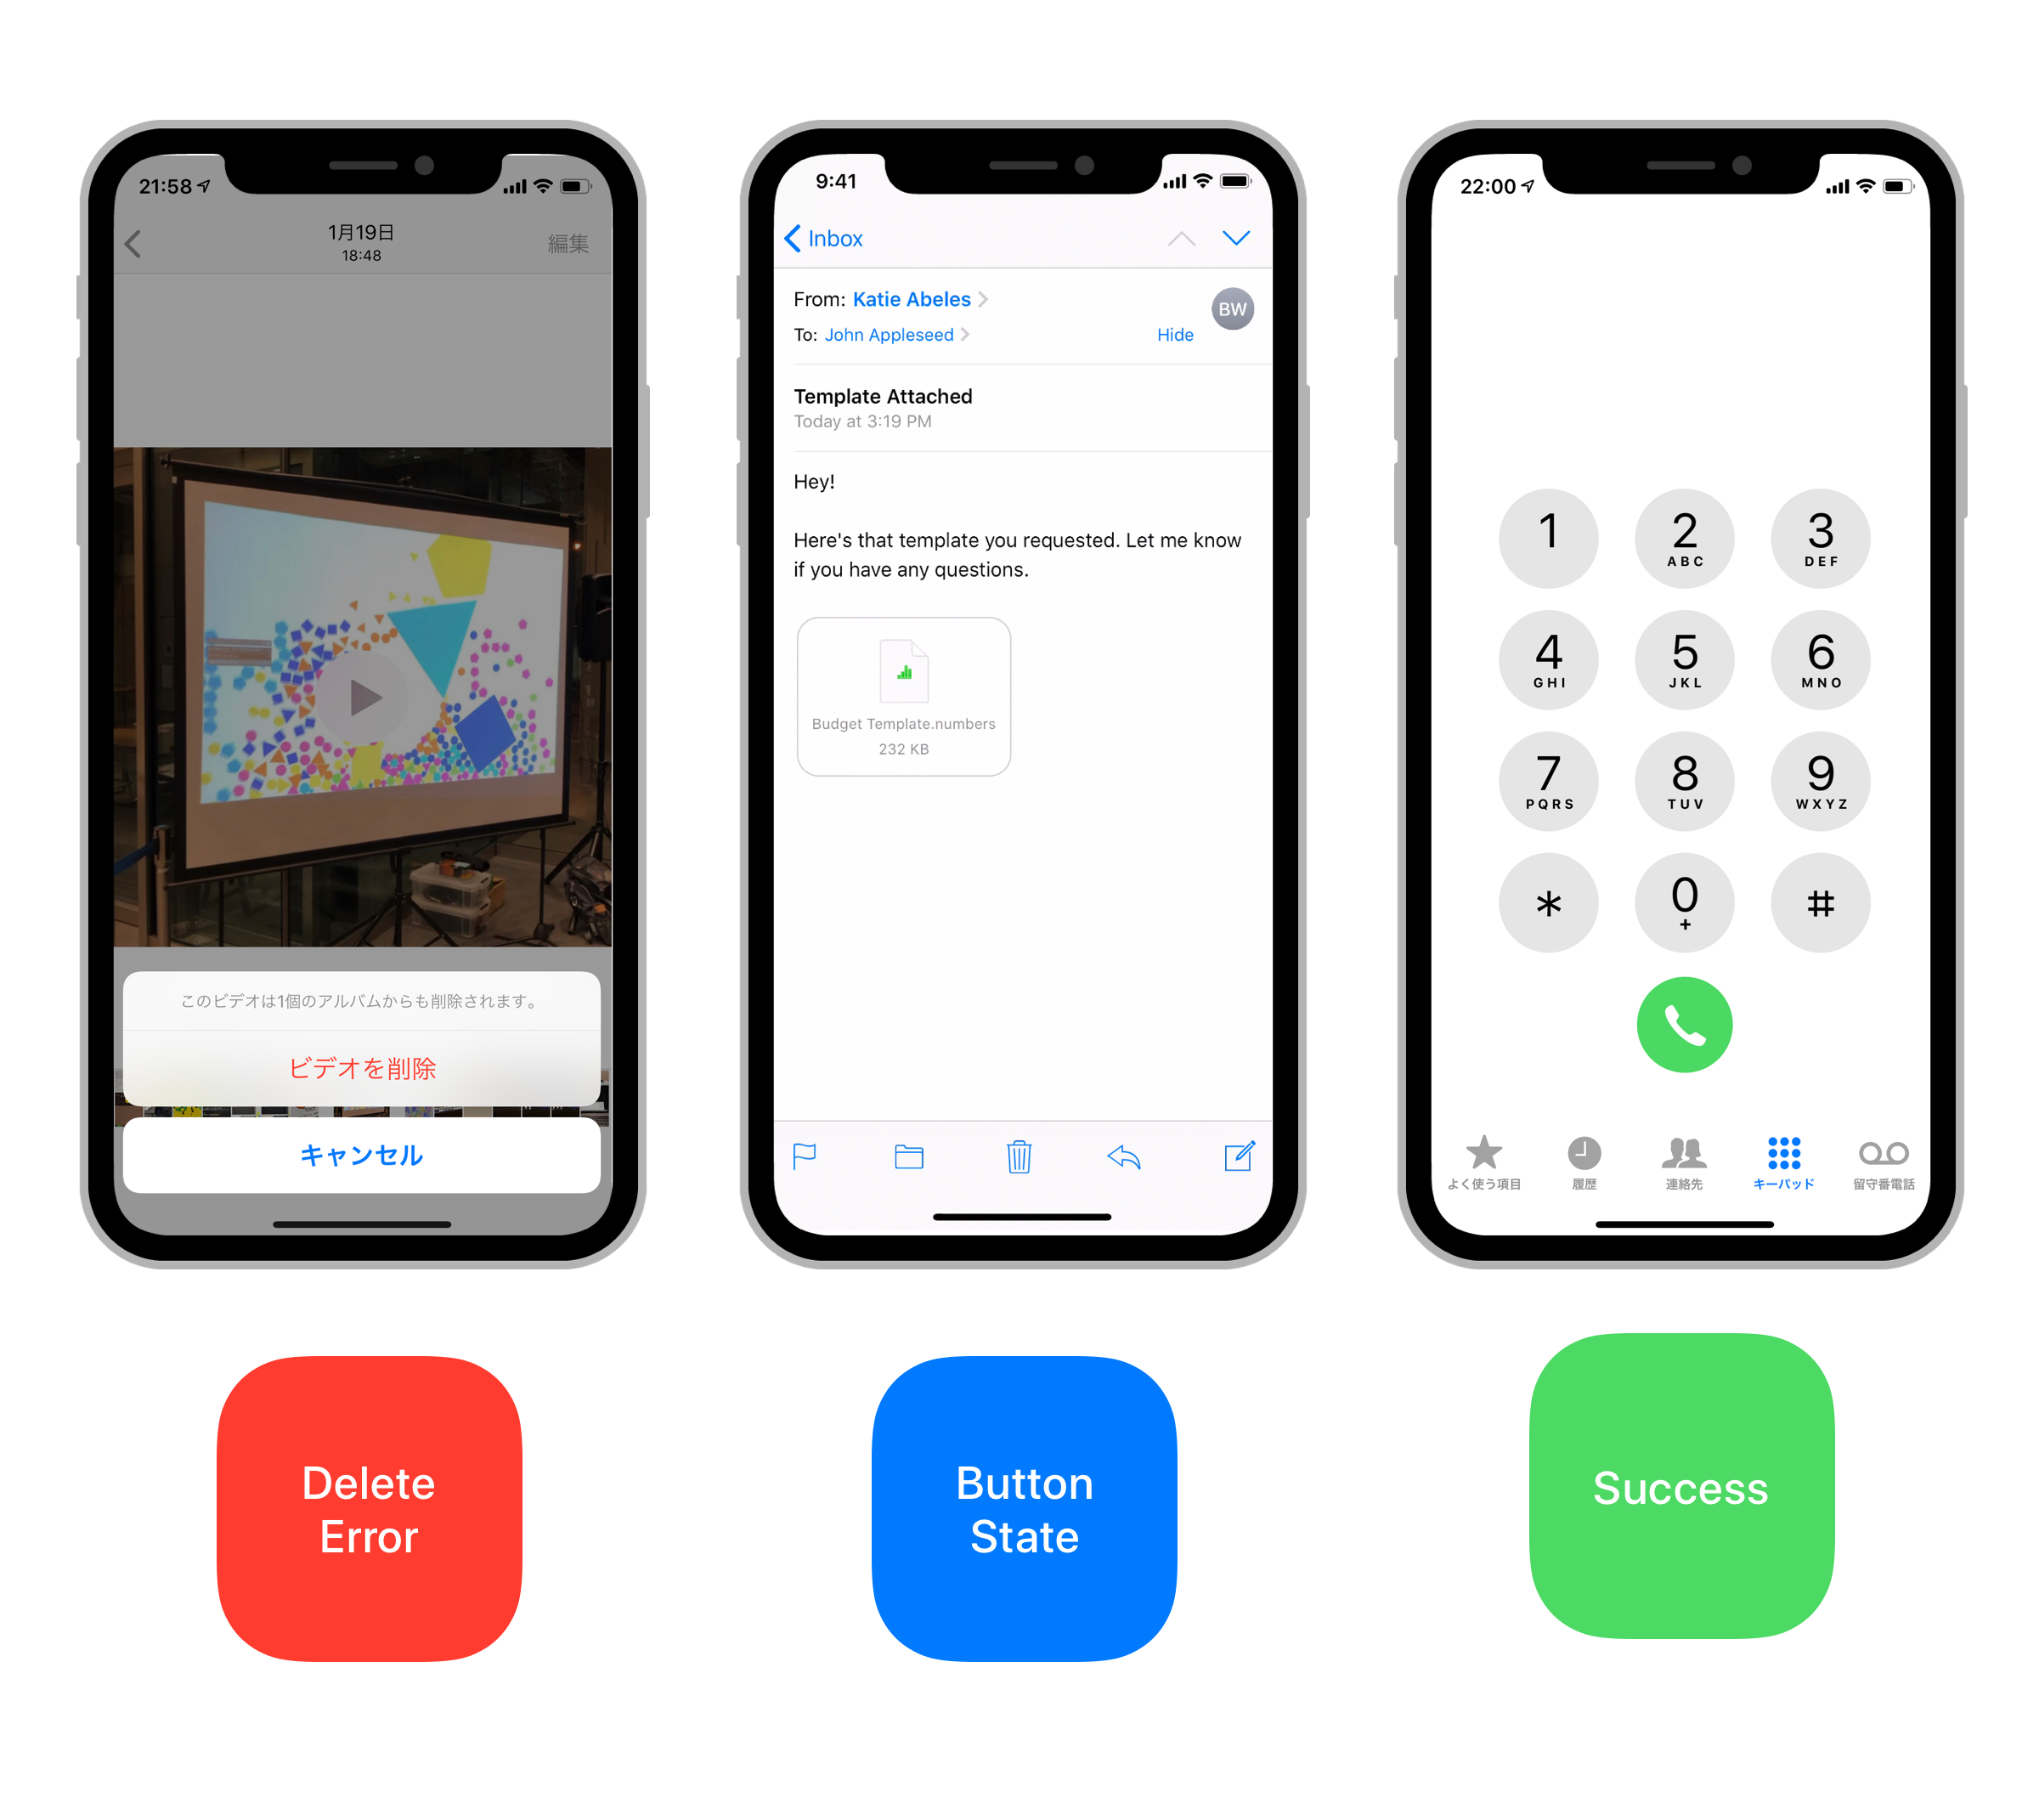 21:58
1月19日
18:48
編集
このビデオは1個のアルバムからも削除されます。
ビデオを削除
キャンセル
Delete
Error
9:41
Inbox
From: Katie Abeles
BW
To: John Appleseed
Hide
Template Attached
Today at 3:19 PM
Hey!
Here's that template you requested. Let me know
if you have any questions.
Budget Template.numbers
232 KB
Button
State
22:00
1 2 3
ABC DEF
4 5 6
GHI JKL MNO
7 8 9
PQRS TUV WXYZ
* 0 #
+
よく使う項目 履歴 連絡先 キーパッド 留守番電話
Success